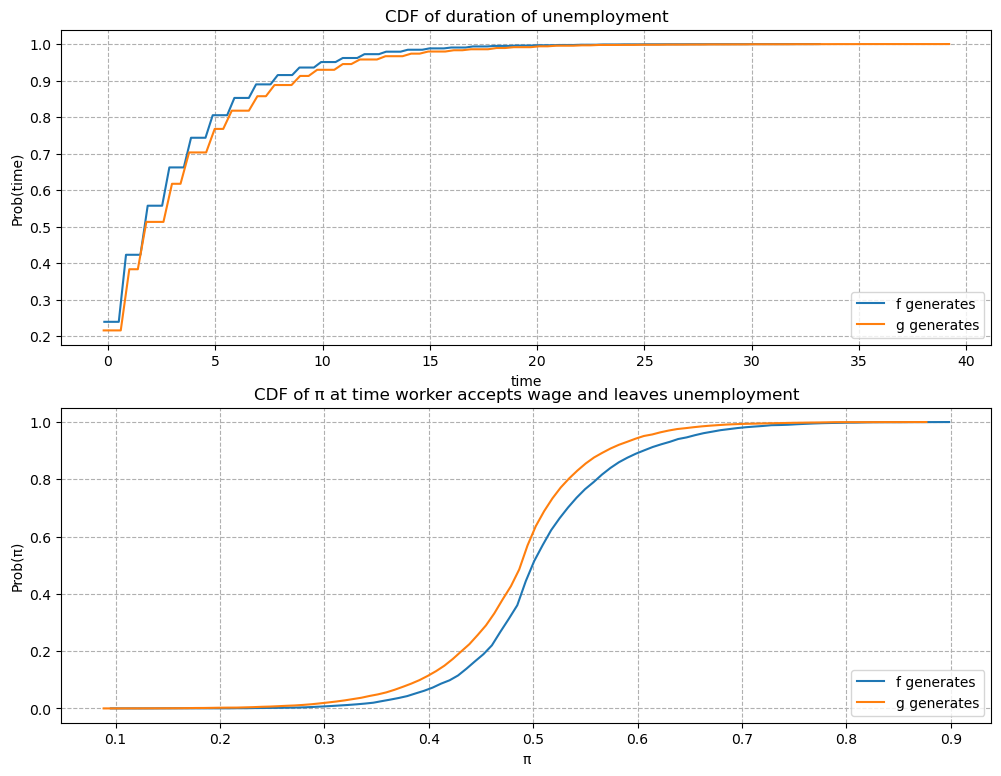 CDF of duration of unemployment
1.0
0.9
0.8
0.7
0.6
0.5
0.4
0.3
0.2
Prob(time)
f generates
g generates
0 5 10 15 20 25 30 35 40
time
CDF of π at time worker accepts wage and leaves unemployment
1.0
0.8
0.6
0.4
0.2
0.0
Prob(π)
f generates
g generates
0.1 0.2 0.3 0.4 0.5 0.6 0.7 0.8 0.9
π